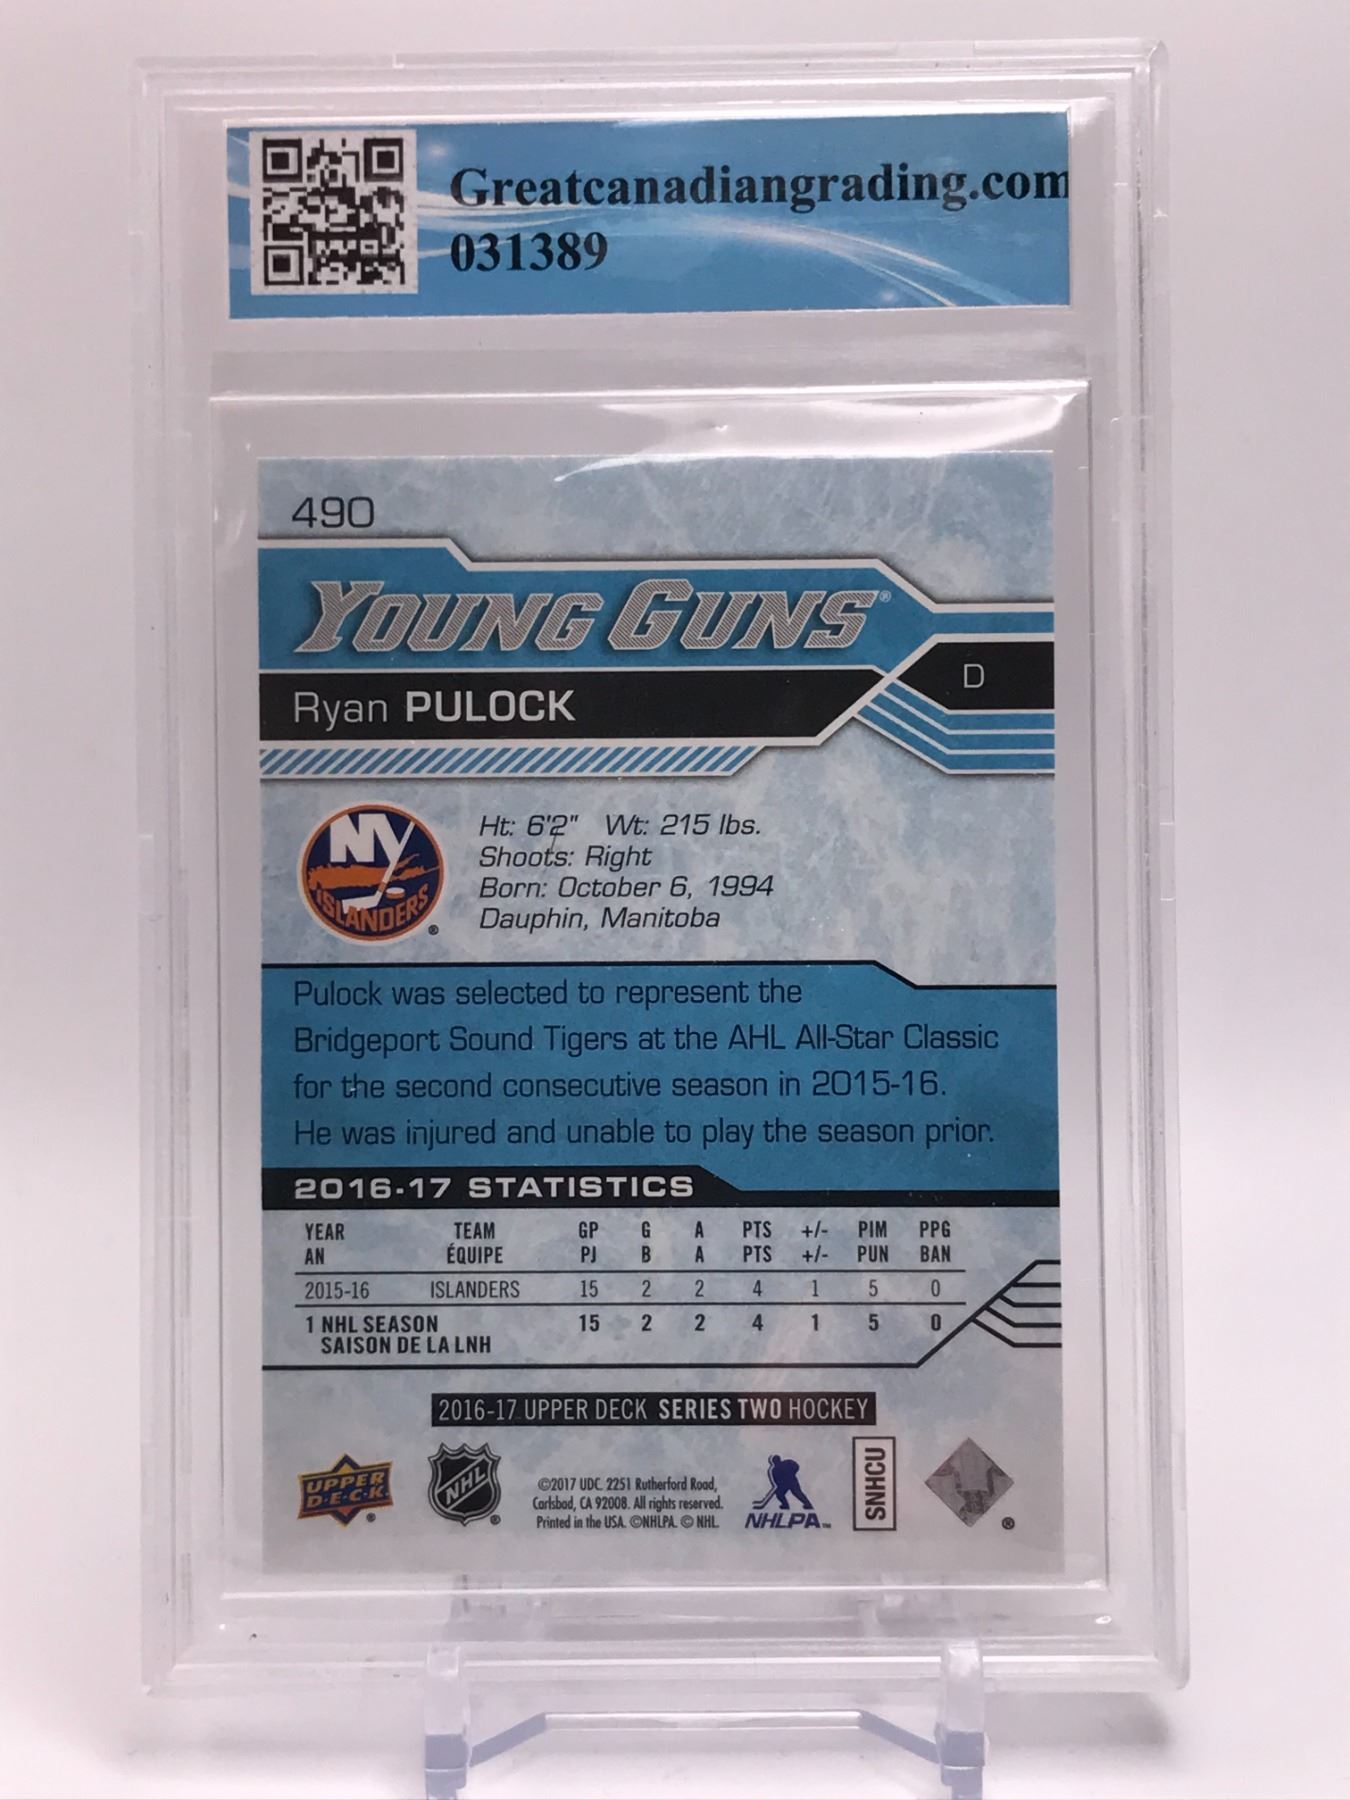 Greatcanadiangrading.com
031389
490
YOUNG GUNS®
Ryan PULOCK
D
NY
ISLANDERS
®
Ht: 6'2" Wt: 215 lbs.
Shoots: Right
Born: October 6, 1994
Dauphin, Manitoba
Pulock was selected to represent the
Bridgeport Sound Tigers at the AHL All-Star Classic
for the second consecutive season in 2015-16.
He was injured and unable to play the season prior.
2016-17 STATISTICS
YEAR TEAM GP G A PTS +/- PIM PPG
AN ÉQUIPE PJ B A PTS +/- PUN BAN
2015-16 ISLANDERS 15 2 2 4 1 5 0
1 NHL SEASON 15 2 2 4 1 5 0
SAISON DE LA LNH
2016-17 UPPER DECK SERIES TWO HOCKEY
UPPER
D·E·C·K.
®
NHL
®
©2017 UDC. 2251 Rutherford Road,
Carlsbad, CA 92008. All rights reserved.
Printed in the USA. ©NHLPA. © NHL.
NHLPA™
SNHCU
®